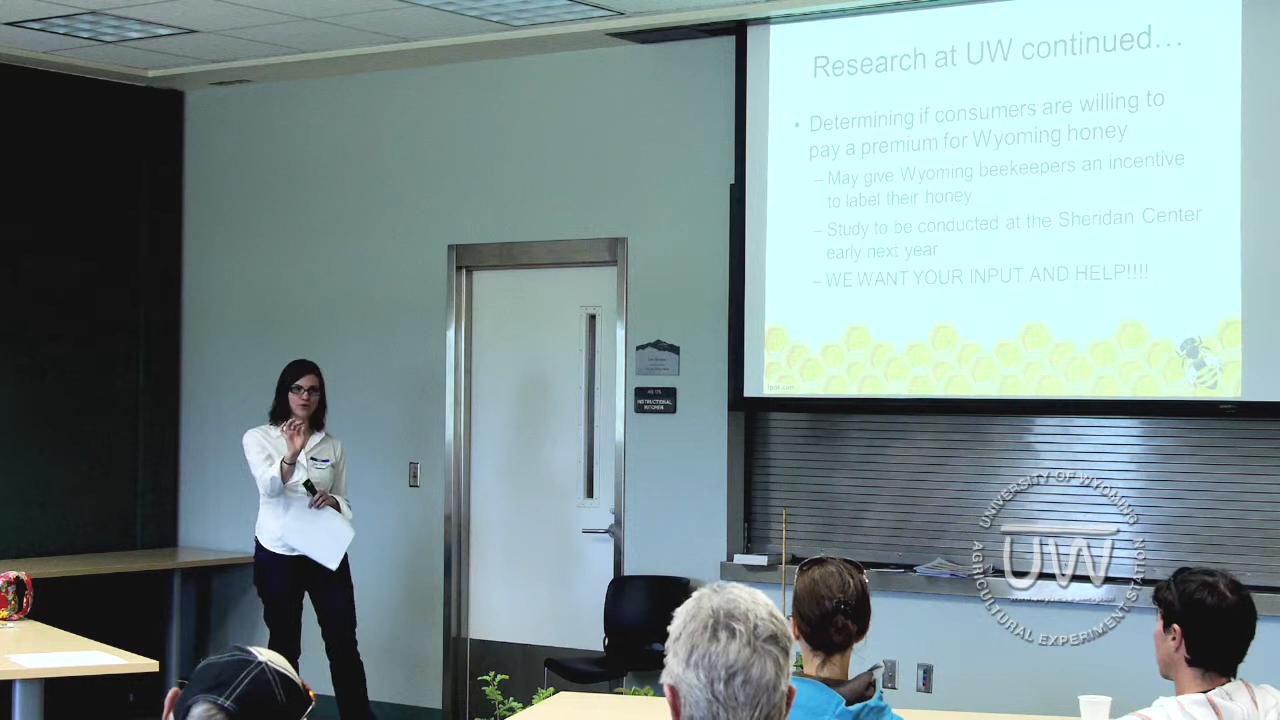 Research at UW continued…
• Determining if consumers are willing to
pay a premium for Wyoming honey
– May give Wyoming beekeepers an incentive
to label their honey
– Study to be conducted at the Sheridan Center
early next year
– WE WANT YOUR INPUT AND HELP!!!!
INSTRUCTIONAL
KITCHEN
UNIVERSITY OF WYOMING
UW
AGRICULTURAL EXPERIMENT STATION